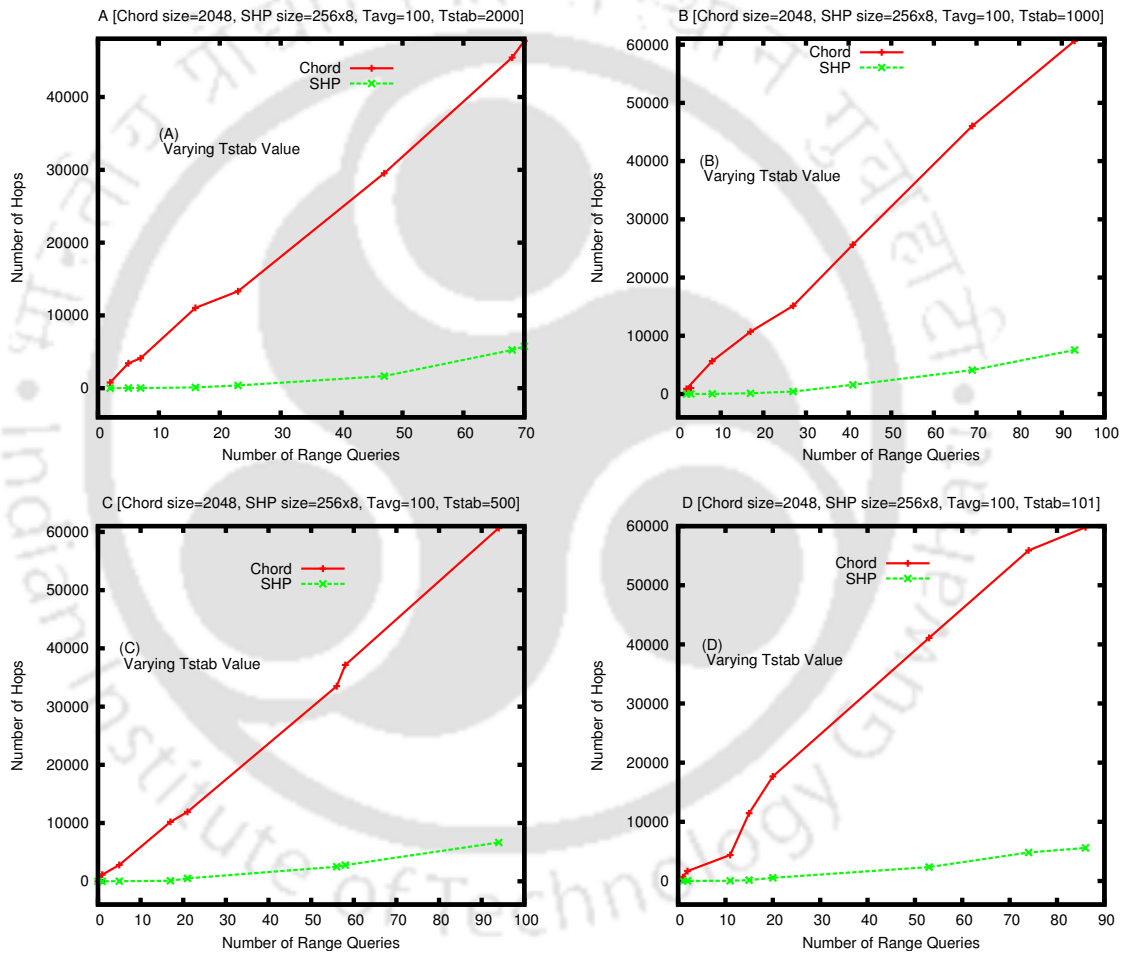 A [Chord size=2048, SHP size=256x8, Tavg=100, Tstab=2000]
Chord
SHP
(A)
Varying Tstab Value
Number of Hops
40000
30000
20000
10000
0
0 10 20 30 40 50 60 70
Number of Range Queries
B [Chord size=2048, SHP size=256x8, Tavg=100, Tstab=1000]
Chord
SHP
(B)
Varying Tstab Value
Number of Hops
60000
50000
40000
30000
20000
10000
0
0 10 20 30 40 50 60 70 80 90 100
Number of Range Queries
C [Chord size=2048, SHP size=256x8, Tavg=100, Tstab=500]
Chord
SHP
(C)
Varying Tstab Value
Number of Hops
60000
50000
40000
30000
20000
10000
0
0 10 20 30 40 50 60 70 80 90 100
Number of Range Queries
D [Chord size=2048, SHP size=256x8, Tavg=100, Tstab=101]
Chord
SHP
(D)
Varying Tstab Value
Number of Hops
60000
50000
40000
30000
20000
10000
0
0 10 20 30 40 50 60 70 80 90
Number of Range Queries
Indian Institute of Technology Guwahati